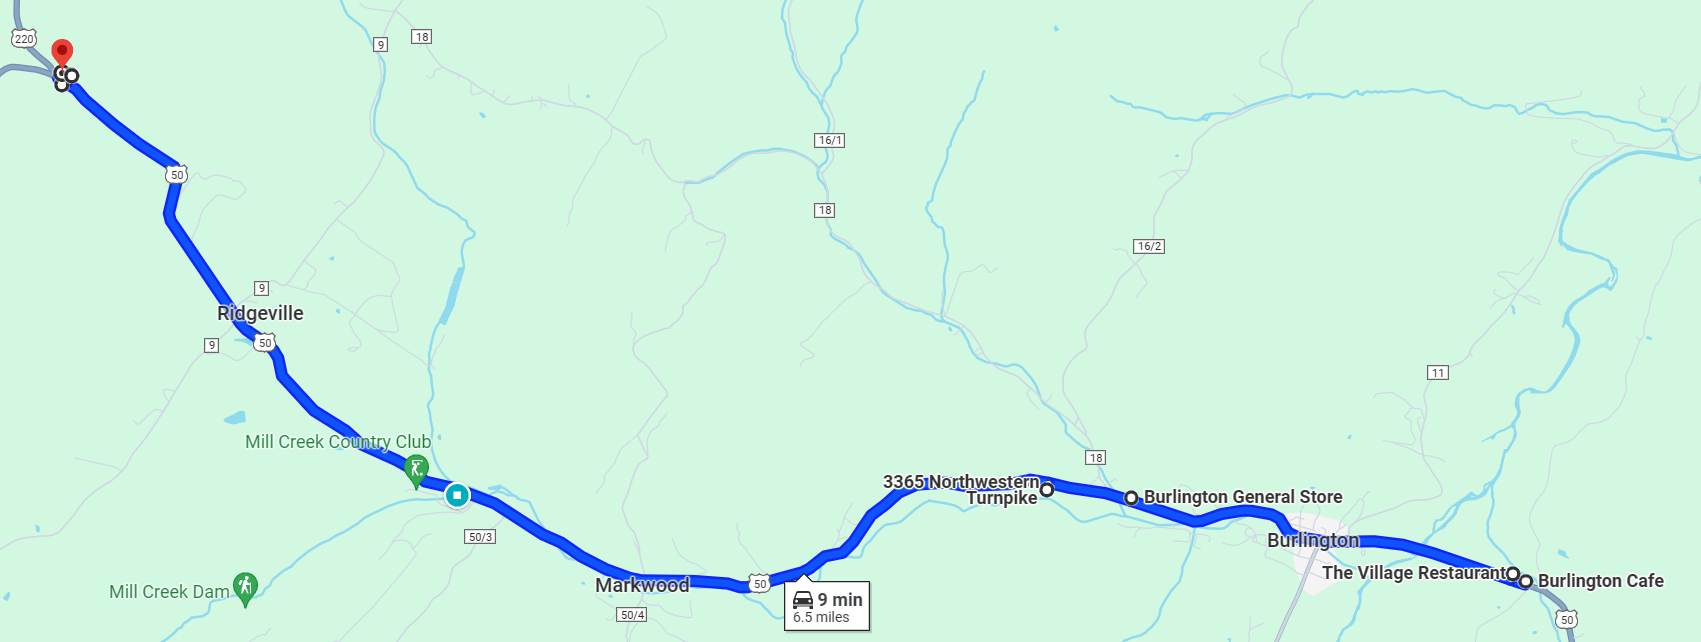 220
9
18
16/1
50
18
16/2
9
Ridgeville
50
9
11
Mill Creek Country Club
18
3365 Northwestern
Turnpike
Burlington General Store
50/3
Burlington
The Village Restaurant
Burlington Cafe
Markwood
50
Mill Creek Dam
9 min
6.5 miles
50/4
50